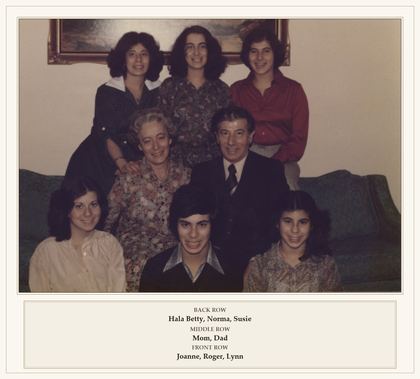 BACK ROW
Hala Betty, Norma, Susie
MIDDLE ROW
Mom, Dad
FRONT ROW
Joanne, Roger, Lynn